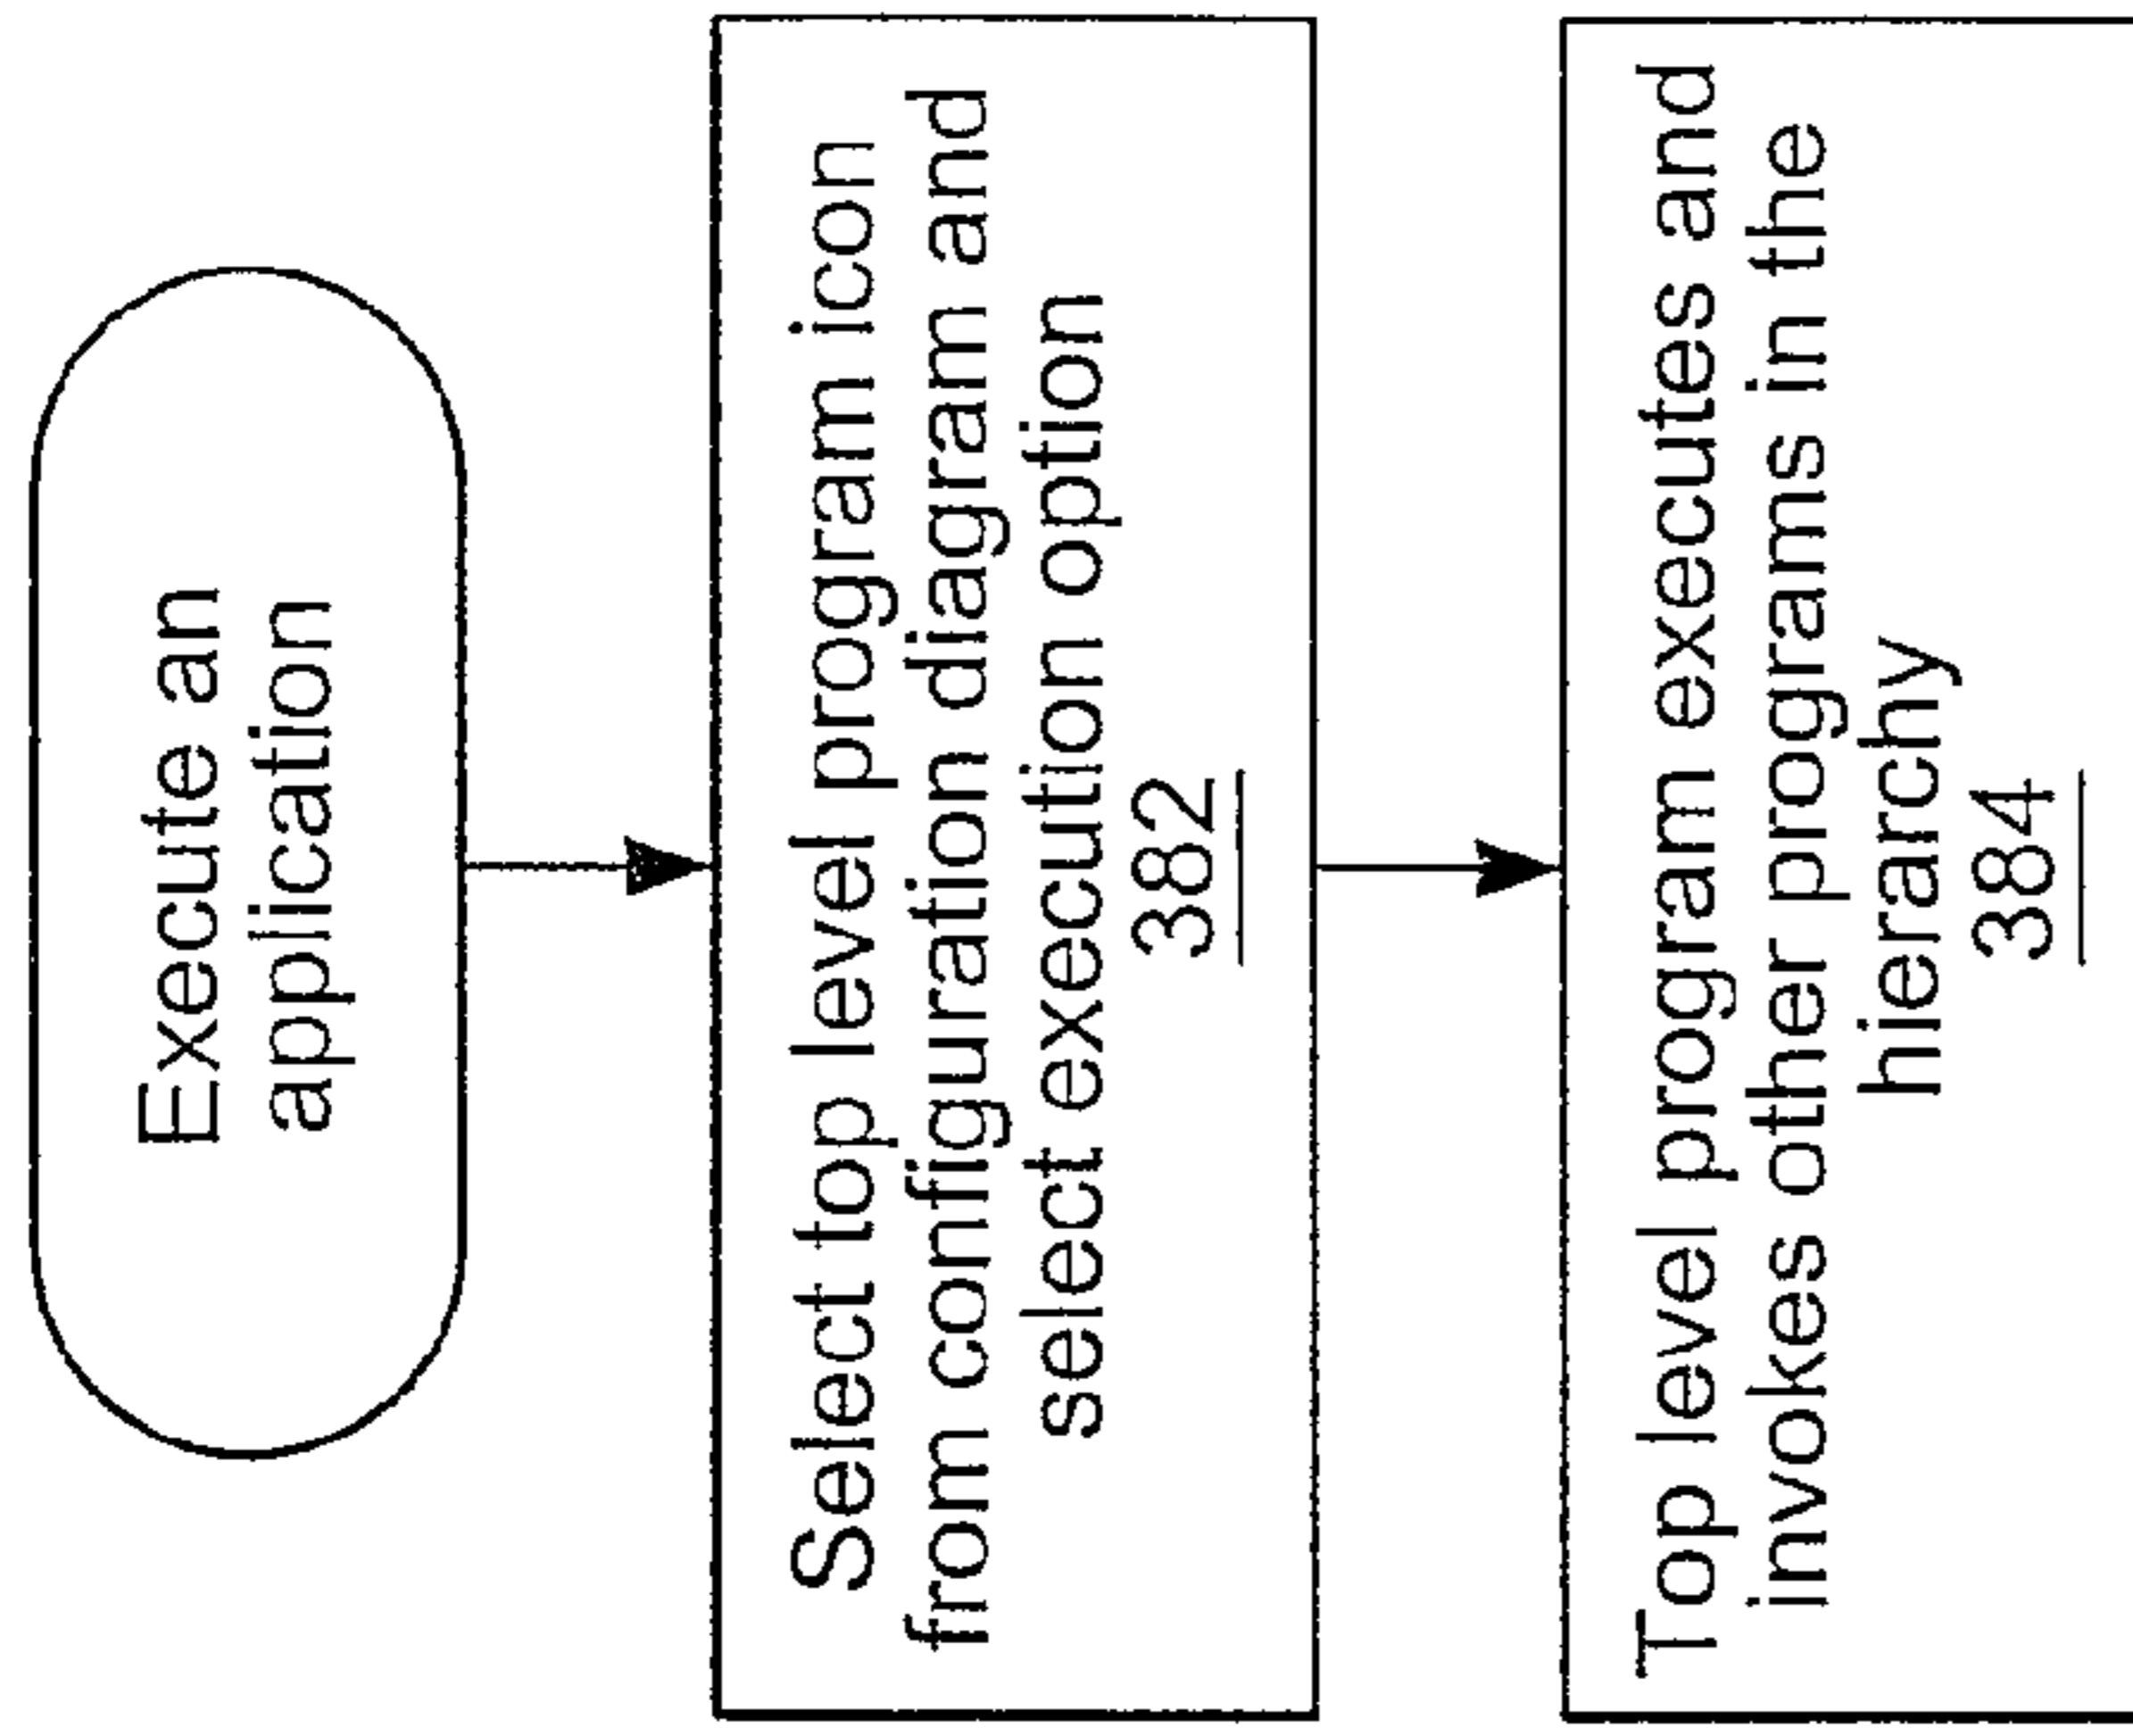 Execute an
application
Select top level program icon
from configuration diagram and
select execution option
382
Top level program executes and
invokes other programs in the
hierarchy
384